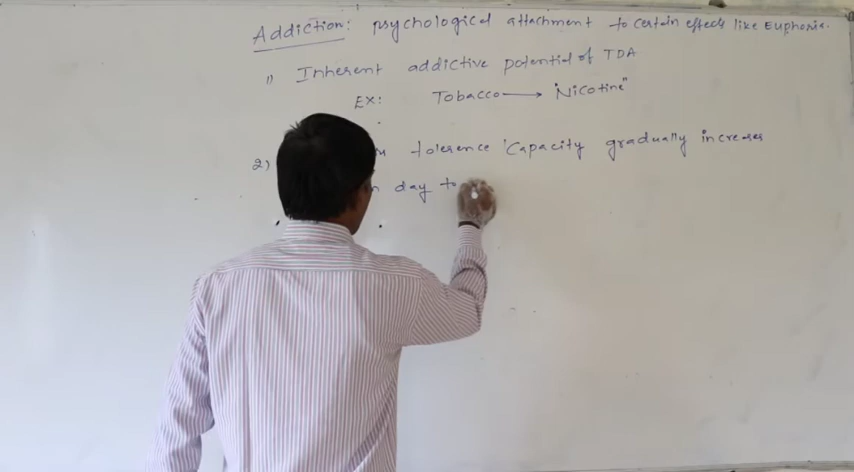 Addiction: psychological attachment to certain effects like Euphoria.
1) Inherent addictive potential of TDA
EX: Tobacco → "Nicotine"
2) tolerence capacity gradually increases
day to